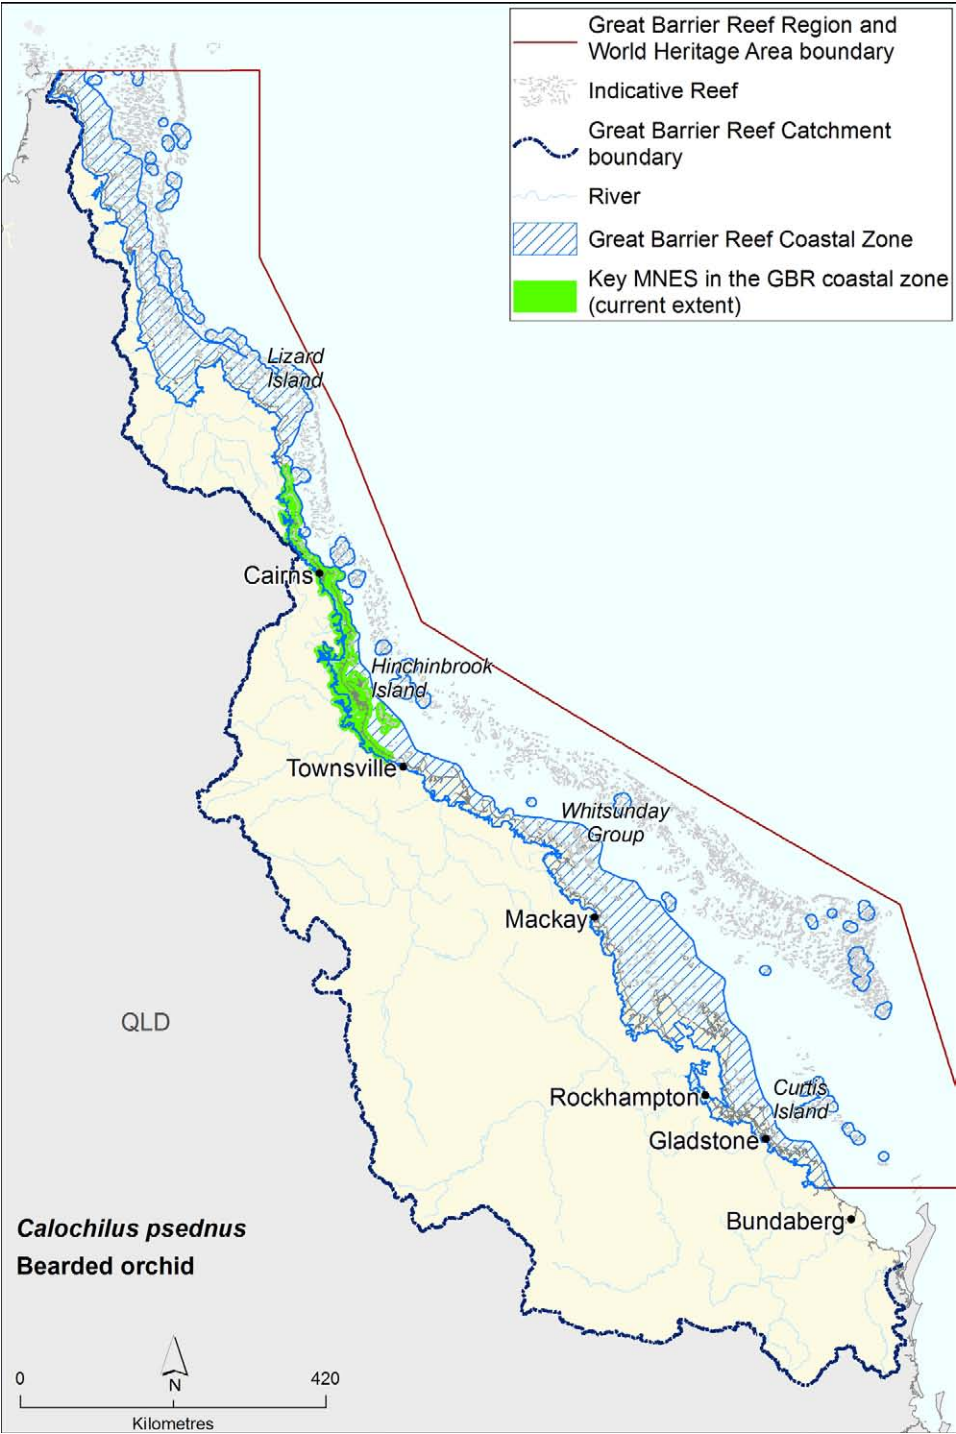 Great Barrier Reef Region and
World Heritage Area boundary
Indicative Reef
Great Barrier Reef Catchment
boundary
River
Great Barrier Reef Coastal Zone
Key MNES in the GBR coastal zone
(current extent)
Lizard
Island
Cairns
Hinchinbrook
Island
Townsville
Whitsunday
Group
Mackay
QLD
Rockhampton
Curtis
Island
Gladstone
Bundaberg
Calochilus psednus
Bearded orchid
0 N 420
Kilometres